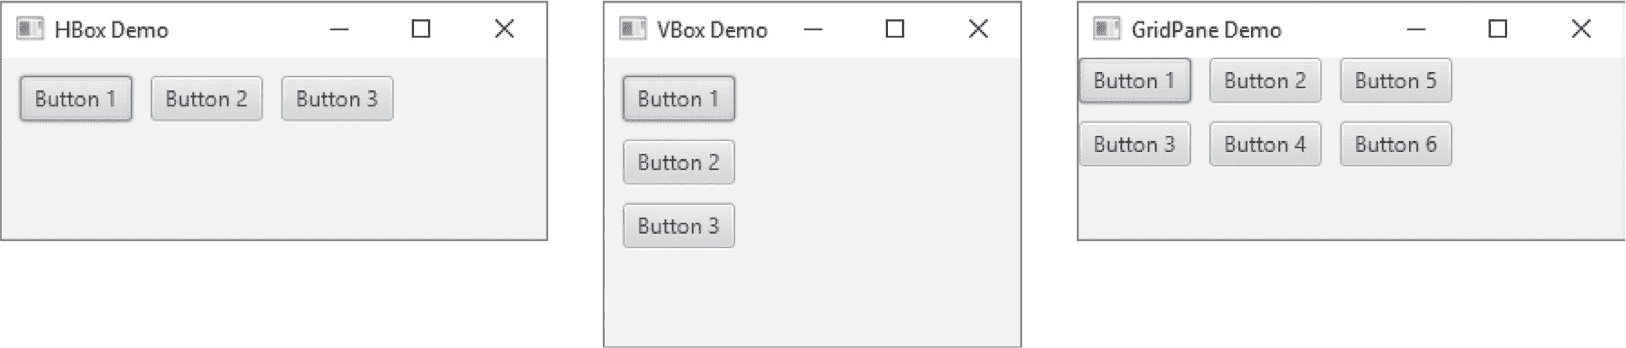 HBox Demo
Button 1 Button 2 Button 3
VBox Demo
Button 1
Button 2
Button 3
GridPane Demo
Button 1 Button 2 Button 5
Button 3 Button 4 Button 6